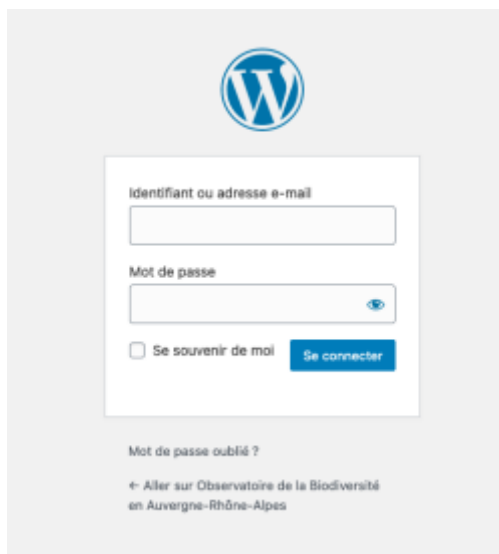 Identifiant ou adresse e-mail
Mot de passe
Se souvenir de moi
Se connecter
Mot de passe oublié ?
← Aller sur Observatoire de la Biodiversité
en Auvergne-Rhône-Alpes